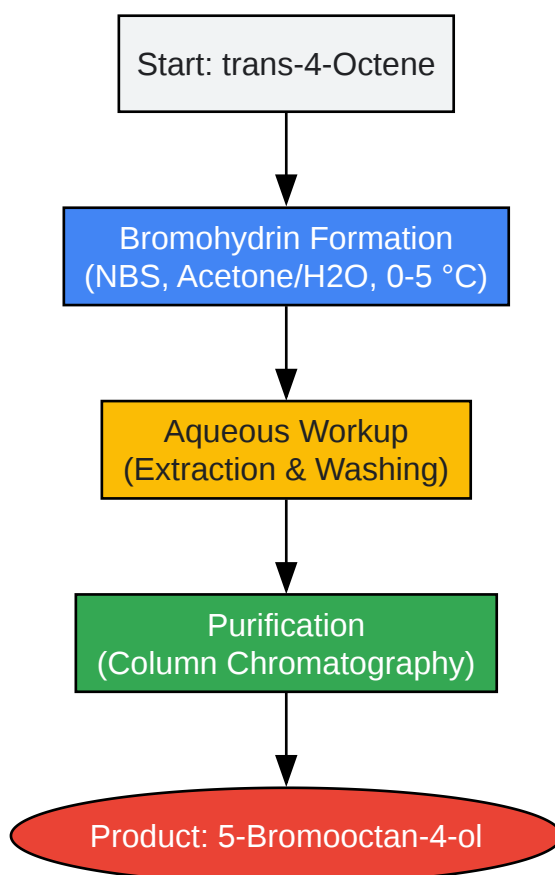 Start: trans-4-Octene
Bromohydrin Formation
(NBS, Acetone/H2O, 0-5 °C)
Aqueous Workup
(Extraction & Washing)
Purification
(Column Chromatography)
Product: 5-Bromooctan-4-ol